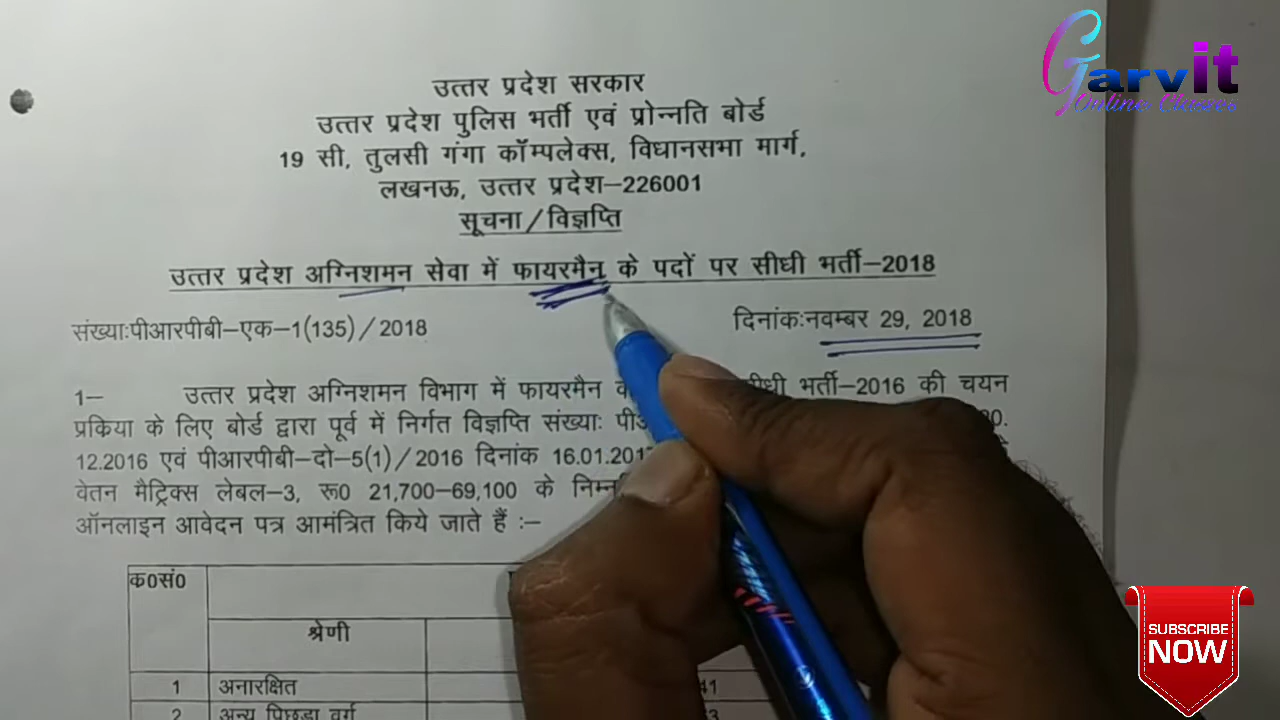 Garvit
Online Classes
उत्तर प्रदेश सरकार
उत्तर प्रदेश पुलिस भर्ती एवं प्रोन्नति बोर्ड
19 सी, तुलसी गंगा कॉम्पलेक्स, विधानसभा मार्ग,
लखनऊ, उत्तर प्रदेश–226001
सूचना/विज्ञप्ति
उत्तर प्रदेश अग्निशमन सेवा में फायरमैन के पदों पर सीधी भर्ती–2018
संख्याःपीआरपीबी–एक–1(135)/2018 दिनांकःनवम्बर 29, 2018
1– उत्तर प्रदेश अग्निशमन विभाग में फायरमैन सीधी भर्ती–2016 की चयन
प्रक्रिया के लिए बोर्ड द्वारा पूर्व में निर्गत विज्ञप्ति संख्याः
12.2016 एवं पीआरपीबी–दो–5(1)/2016 दिनांक 16.01.2017
वेतन मैट्रिक्स लेबल–3, रू0 21,700–69,100 के
ऑनलाइन आवेदन पत्र आमंत्रित किये जाते हैं :–
क0सं0
श्रेणी
1 अनारक्षित 41
2 अन्य पिछडा वर्ग
SUBSCRIBE
NOW